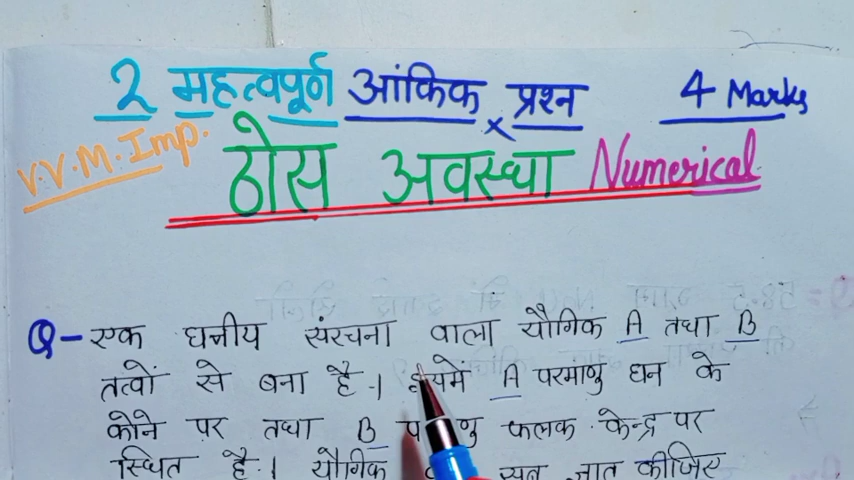 2 महत्वपूर्ण आंकिक प्रश्न 4 Marks
V.V.M.Imp.
ठोस अवस्था Numerical
Q- एक घनीय संरचना वाला यौगिक A तथा B
तत्वों से बना है। इसमे A परमाणु घन के
कोने पर तथा B फलक केन्द्र पर
स्थित है। यौगिक ज्ञात कीजिए